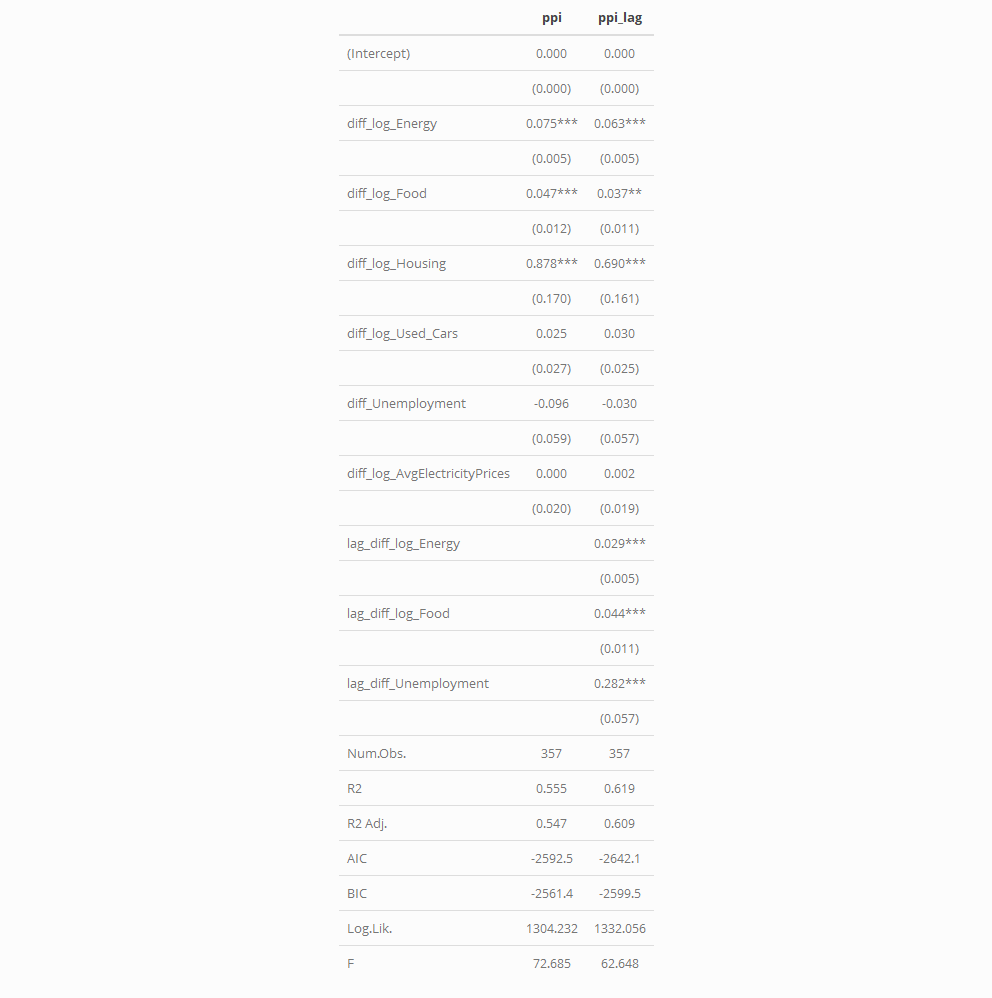 ppi ppi_lag
(Intercept) 0.000 0.000
(0.000) (0.000)
diff_log_Energy 0.075*** 0.063***
(0.005) (0.005)
diff_log_Food 0.047*** 0.037**
(0.012) (0.011)
diff_log_Housing 0.878*** 0.690***
(0.170) (0.161)
diff_log_Used_Cars 0.025 0.030
(0.027) (0.025)
diff_Unemployment -0.096 -0.030
(0.059) (0.057)
diff_log_AvgElectricityPrices 0.000 0.002
(0.020) (0.019)
lag_diff_log_Energy 0.029***
(0.005)
lag_diff_log_Food 0.044***
(0.011)
lag_diff_Unemployment 0.282***
(0.057)
Num.Obs. 357 357
R2 0.555 0.619
R2 Adj. 0.547 0.609
AIC -2592.5 -2642.1
BIC -2561.4 -2599.5
Log.Lik. 1304.232 1332.056
F 72.685 62.648